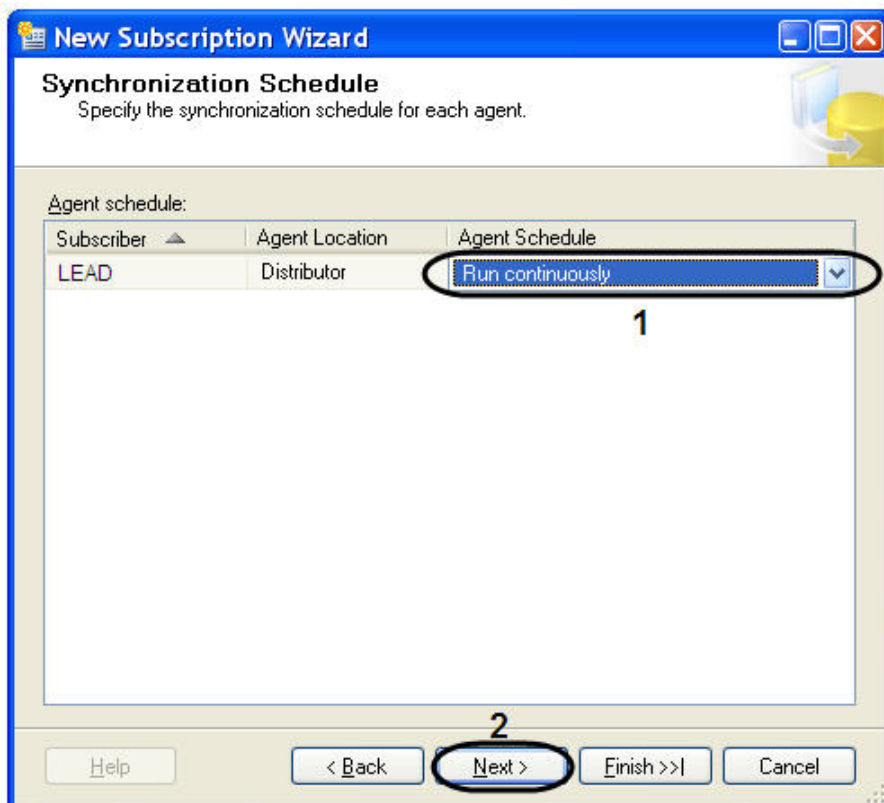 New Subscription Wizard
Synchronization Schedule
Specify the synchronization schedule for each agent.
Agent schedule:
Subscriber Agent Location Agent Schedule
LEAD Distributor Run continuously
1
2
Help < Back Next > Finish >>| Cancel